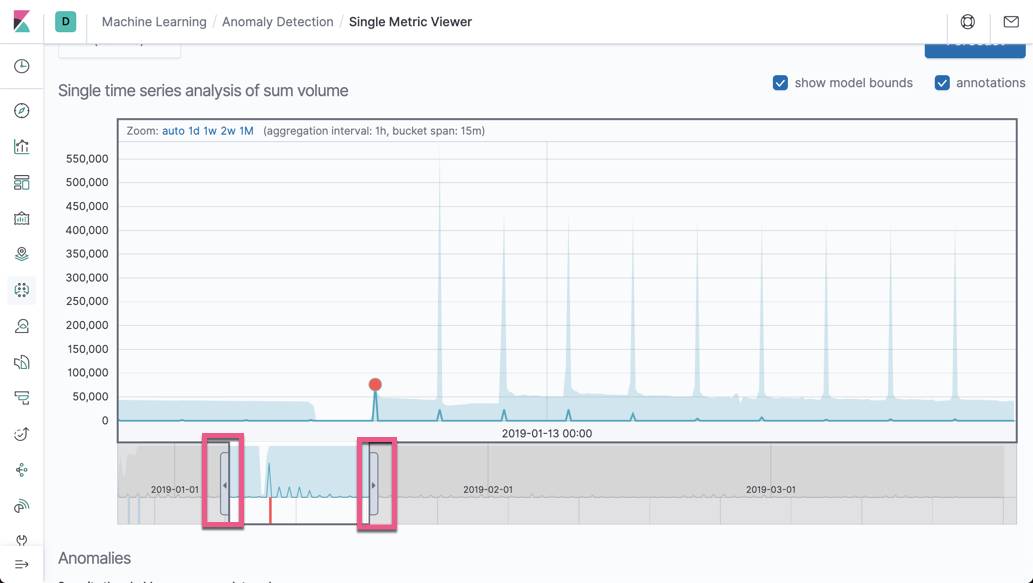 D Machine Learning / Anomaly Detection / Single Metric Viewer
Single time series analysis of sum volume
show model bounds
annotations
Zoom: auto 1d 1w 2w 1M (aggregation interval: 1h, bucket span: 15m)
550,000
500,000
450,000
400,000
350,000
300,000
250,000
200,000
150,000
100,000
50,000
0
2019-01-13 00:00
2019-01-01
2019-02-01
2019-03-01
Anomalies